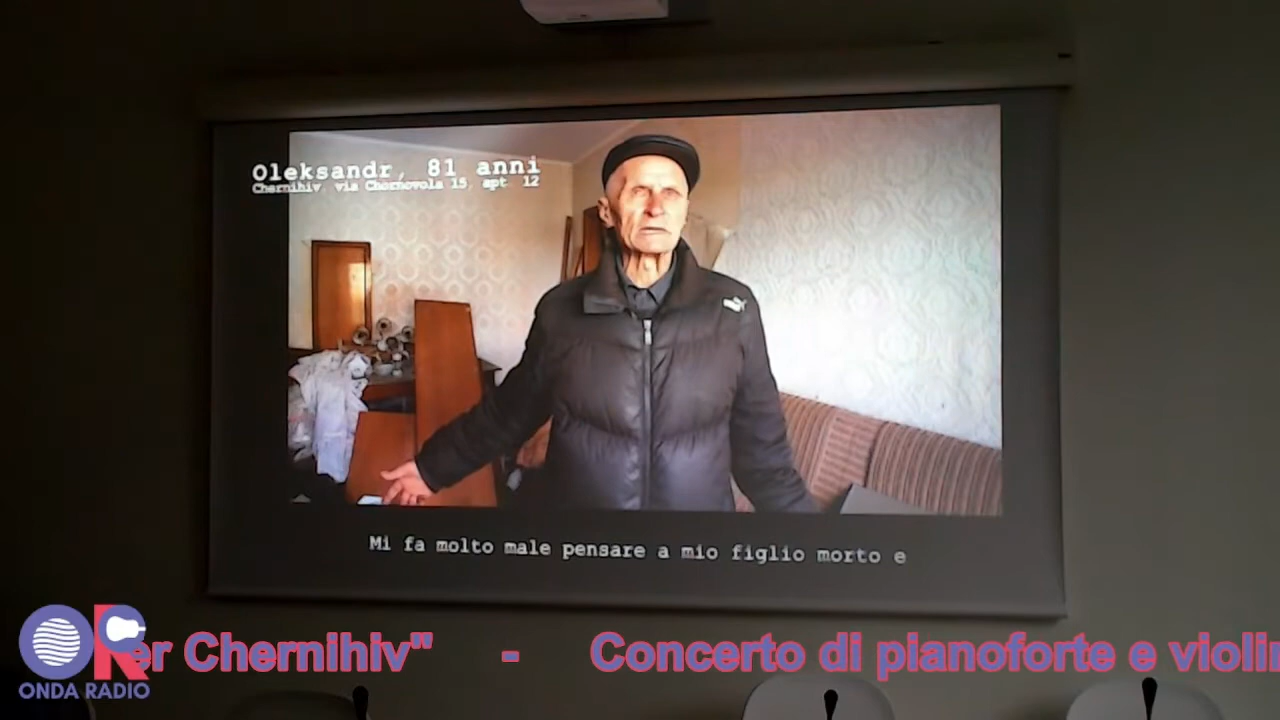 Oleksandr, 81 anni
Chernihiv, via Chornovola 15, apt 12
Mi fa molto male pensare a mio figlio morto e
OR
er Chernihiv" - Concerto di pianoforte e violin
ONDA RADIO